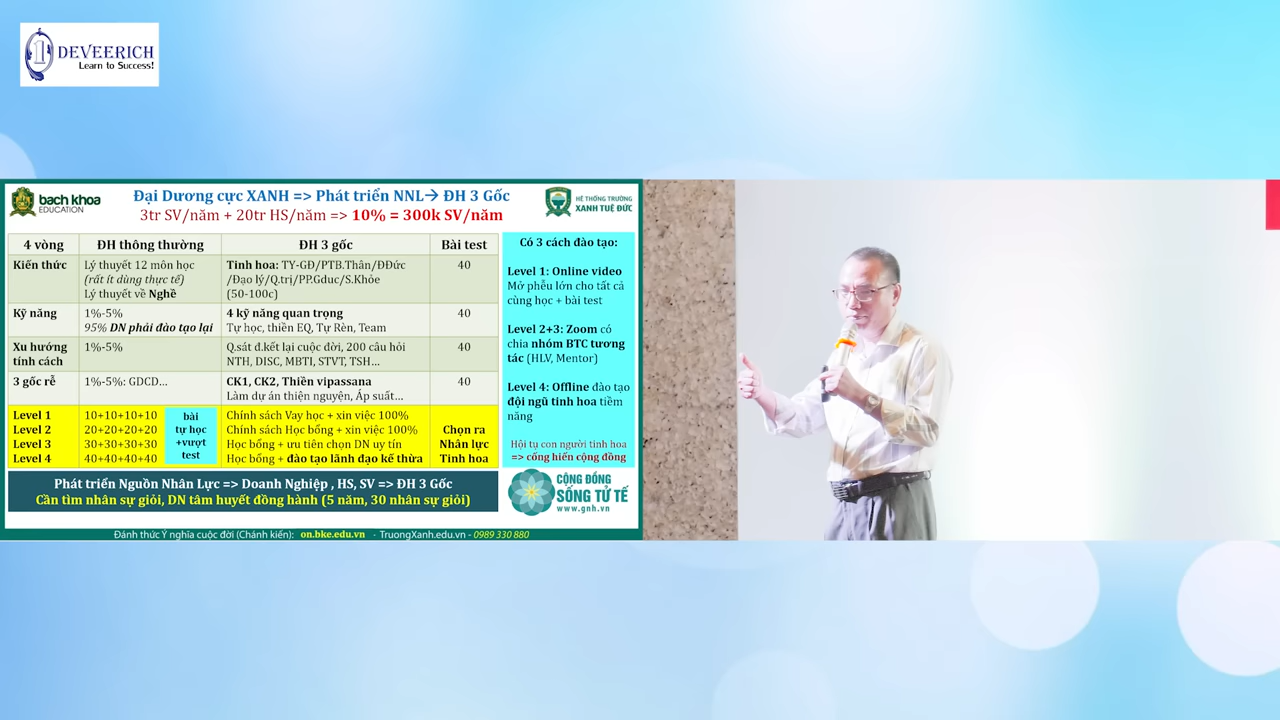 DEVEERICH
Learn to Success!
bach khoa
EDUCATION
Đại Dương cực XANH => Phát triển NNL→ ĐH 3 Gốc
3tr SV/năm + 20tr HS/năm => 10% = 300k SV/năm
HỆ THỐNG TRƯỜNG
XANH TUỆ ĐỨC
4 vòng ĐH thông thường ĐH 3 gốc Bài test
Kiến thức Lý thuyết 12 môn học Tinh hoa: TY-GĐ/PTB.Thân/ĐĐức 40
(rất ít dùng thực tế) /Đạo lý/Q.trị/PP.Gduc/S.Khỏe
Lý thuyết về Nghề (50-100c)
Kỹ năng 1%-5% 4 kỹ năng quan trọng 40
95% DN phải đào tạo lại Tự học, thiền EQ, Tự Rèn, Team
Xu hướng 1%-5% Q.sát đ.kết lại cuộc đời, 200 câu hỏi 40
tính cách NTH, DISC, MBTI, STVT, TSH...
3 gốc rễ 1%-5%: GDCD... CK1, CK2, Thiền vipassana 40
Làm dự án thiện nguyện, Áp suất...
Level 1 10+10+10+10 bài Chính sách Vay học + xin việc 100%
Level 2 20+20+20+20 tự học Chính sách Học bổng + xin việc 100% Chọn ra
Level 3 30+30+30+30 +vượt Học bổng + ưu tiên chọn DN uy tín Nhân lực
Level 4 40+40+40+40 test Học bổng + đào tạo lãnh đạo kế thừa Tinh hoa
Phát triển Nguồn Nhân Lực => Doanh Nghiệp , HS, SV => ĐH 3 Gốc
Cần tìm nhân sự giỏi, DN tâm huyết đồng hành (5 năm, 30 nhân sự giỏi)
Có 3 cách đào tạo:
Level 1: Online video
Mở phễu lớn cho tất cả
cùng học + bài test
Level 2+3: Zoom có
chia nhóm BTC tương
tác (HLV, Mentor)
Level 4: Offline đào tạo
đội ngũ tinh hoa tiềm
năng
Hội tụ con người tinh hoa
=> cống hiến cộng đồng
CỘNG ĐỒNG
SỐNG TỬ TẾ
www.gnh.vn
Đánh thức Ý nghĩa cuộc đời (Chánh kiến): on.bke.edu.vn - TruongXanh.edu.vn - 0989 330 880